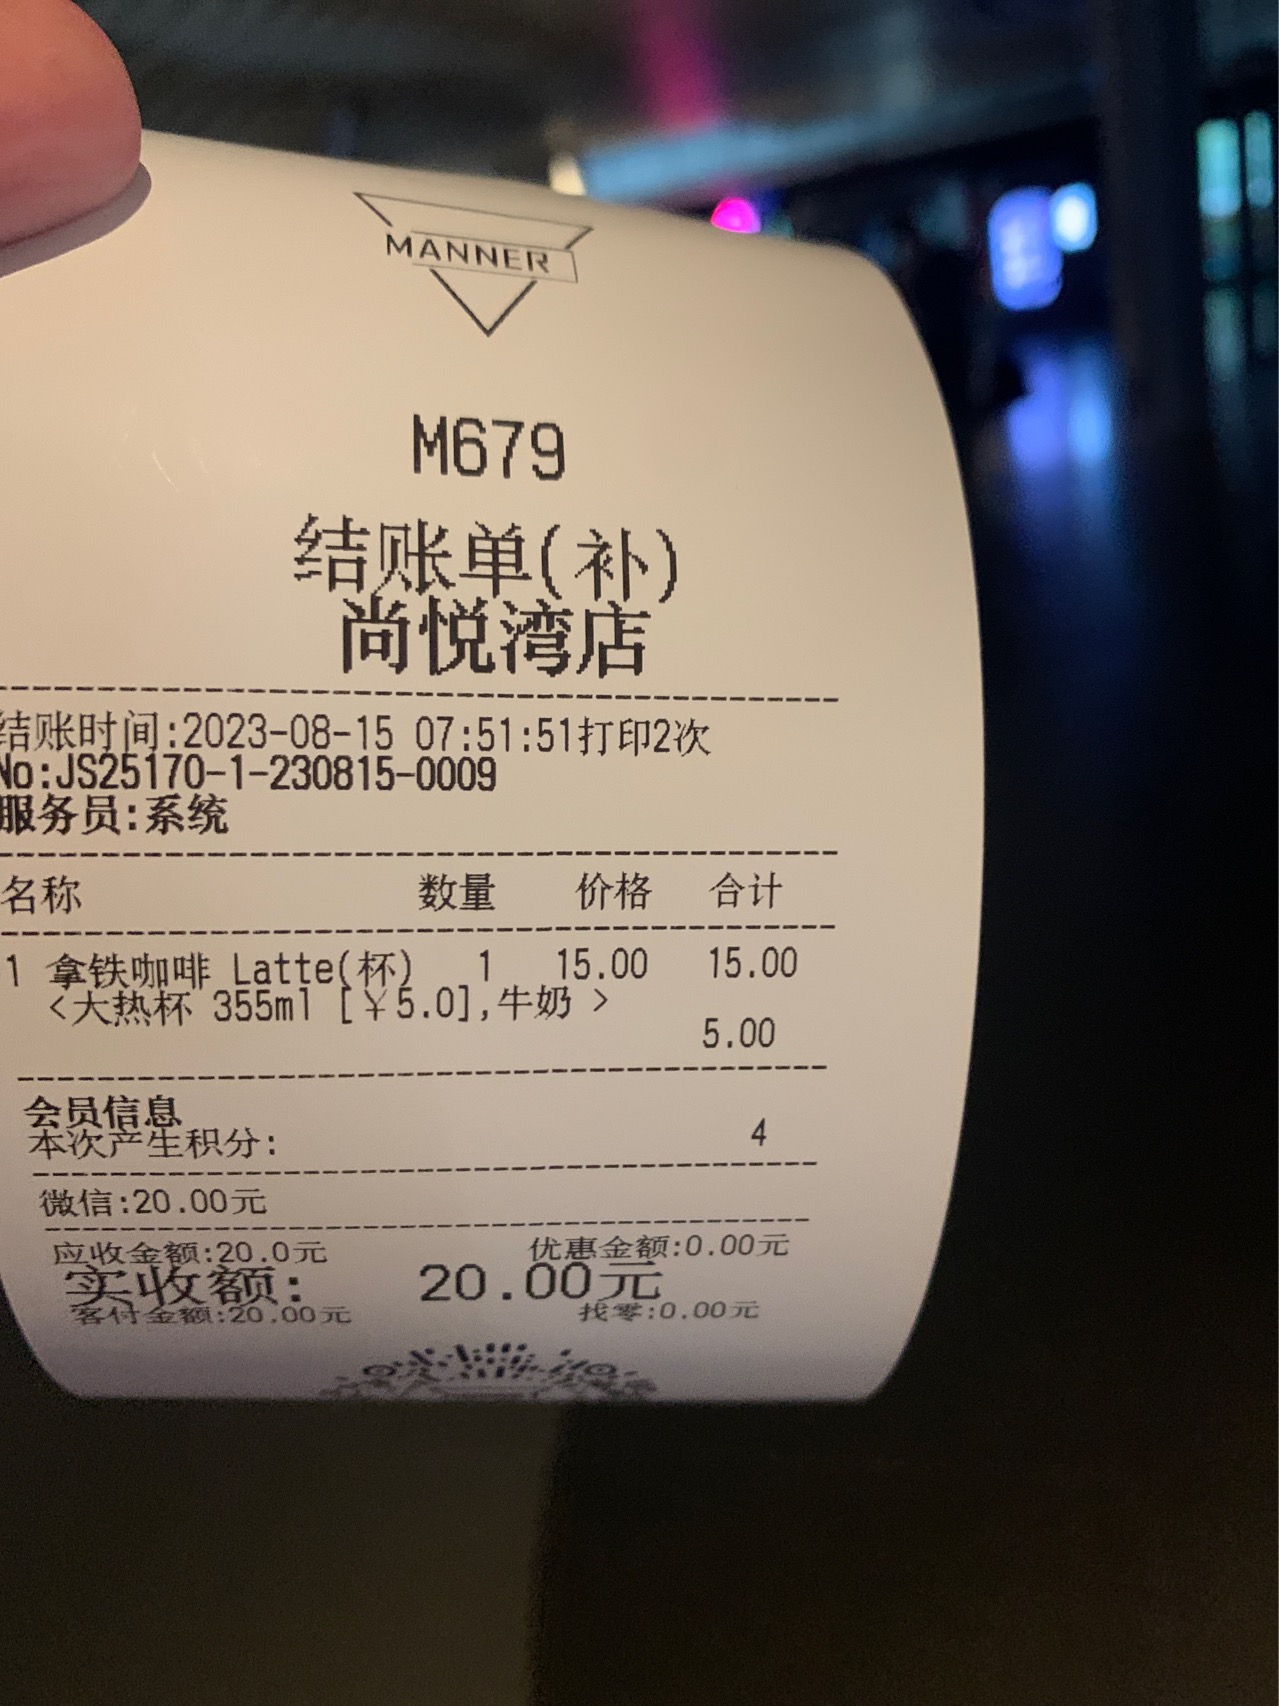 MANNER
M679
结账单(补)
尚悦湾店
结账时间:2023-08-15 07:51:51打印2次
No:JS25170-1-230815-0009
服务员:系统
名称 数量 价格 合计
1 拿铁咖啡 Latte(杯) 1 15.00 15.00
<大热杯 355ml [￥5.0],牛奶 >
5.00
会员信息
本次产生积分: 4
微信:20.00元
应收金额:20.0元 优惠金额:0.00元
实收额: 20.00元
客付金额:20.00元 找零:0.00元